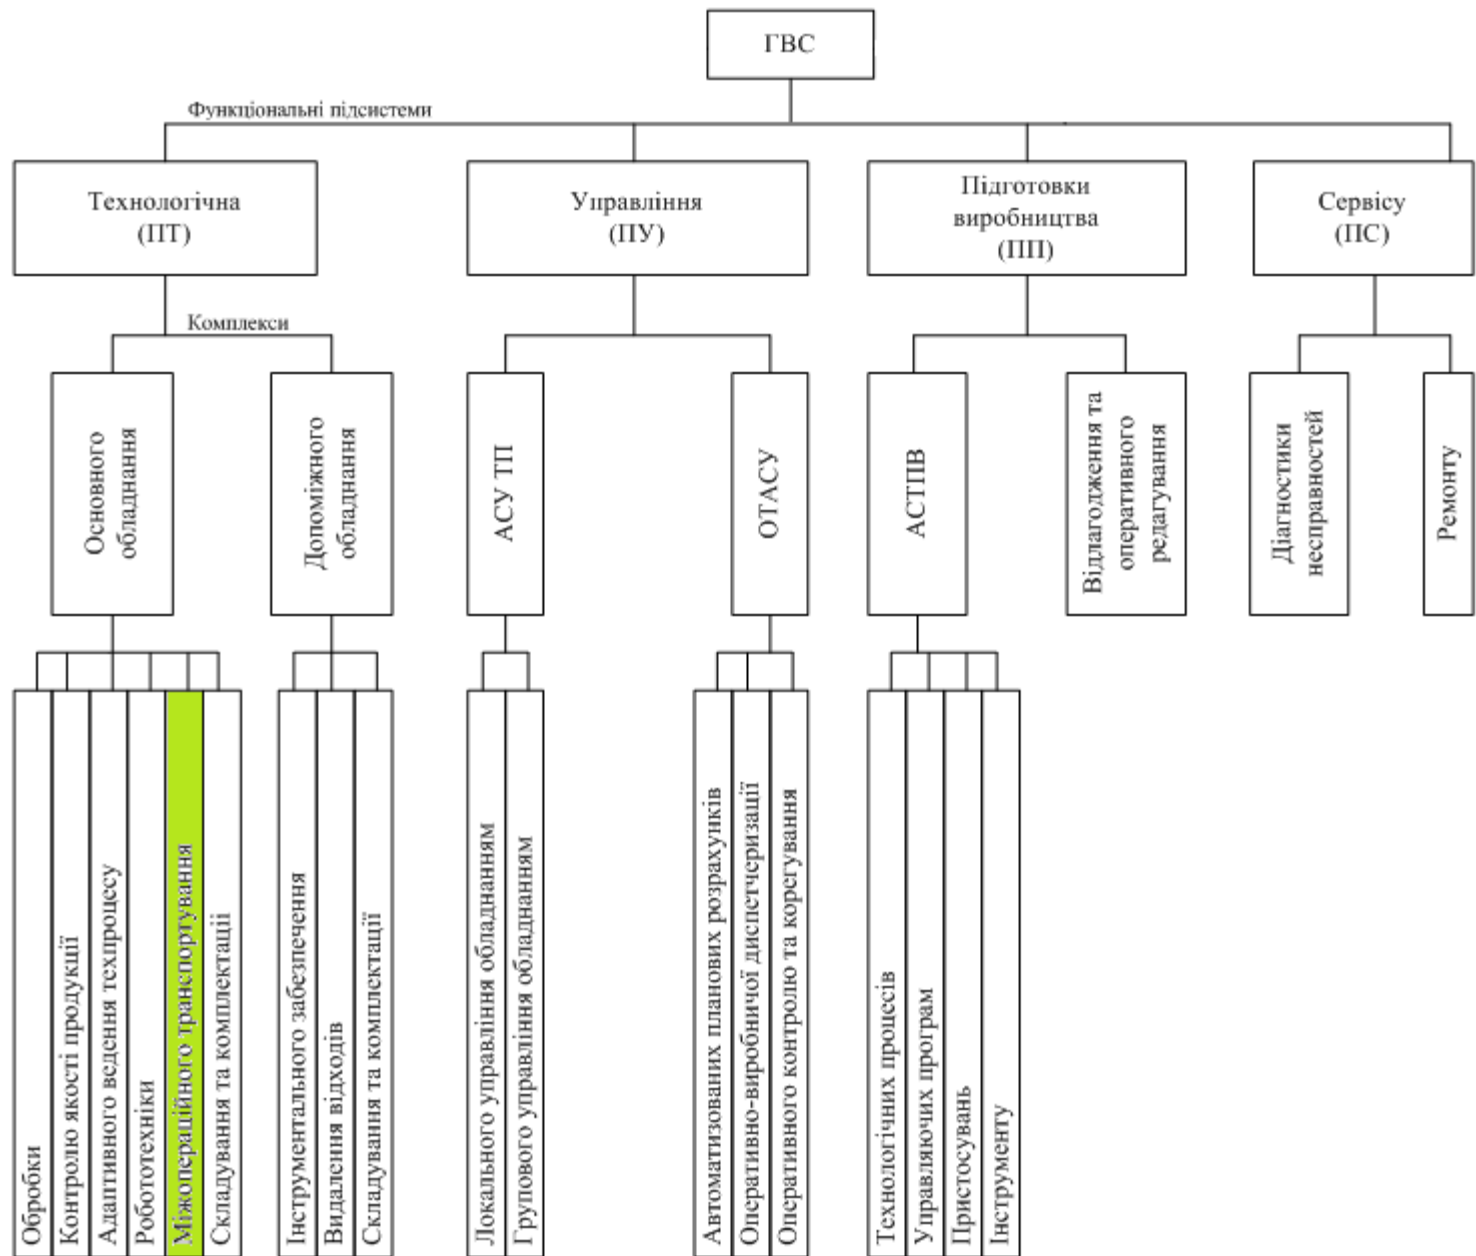 ГВС
Функціональні підсистеми
Технологічна
(ПТ)
Управління
(ПУ)
Підготовки
виробництва
(ПП)
Сервісу
(ПС)
Комплекси
Основного
обладнання
Допоміжного
обладнання
АСУ ТП
ОТАСУ
АСТПВ
Відлагодження та
оперативного
редагування
Діагностики
несправностей
Ремонту
Обробки
Контролю якості продукції
Адаптивного ведення техпроцесу
Робототехніки
Міжопераційного транспортування
Складування та комплектації
Інструментального забезпечення
Видалення відходів
Складування та комплектації
Локального управління обладнанням
Групового управління обладнанням
Автоматизованих планових розрахунків
Оперативно-виробничої диспетчеризації
Оперативного контролю та корегування
Технологічних процесів
Управляючих програм
Пристосувань
Інструменту